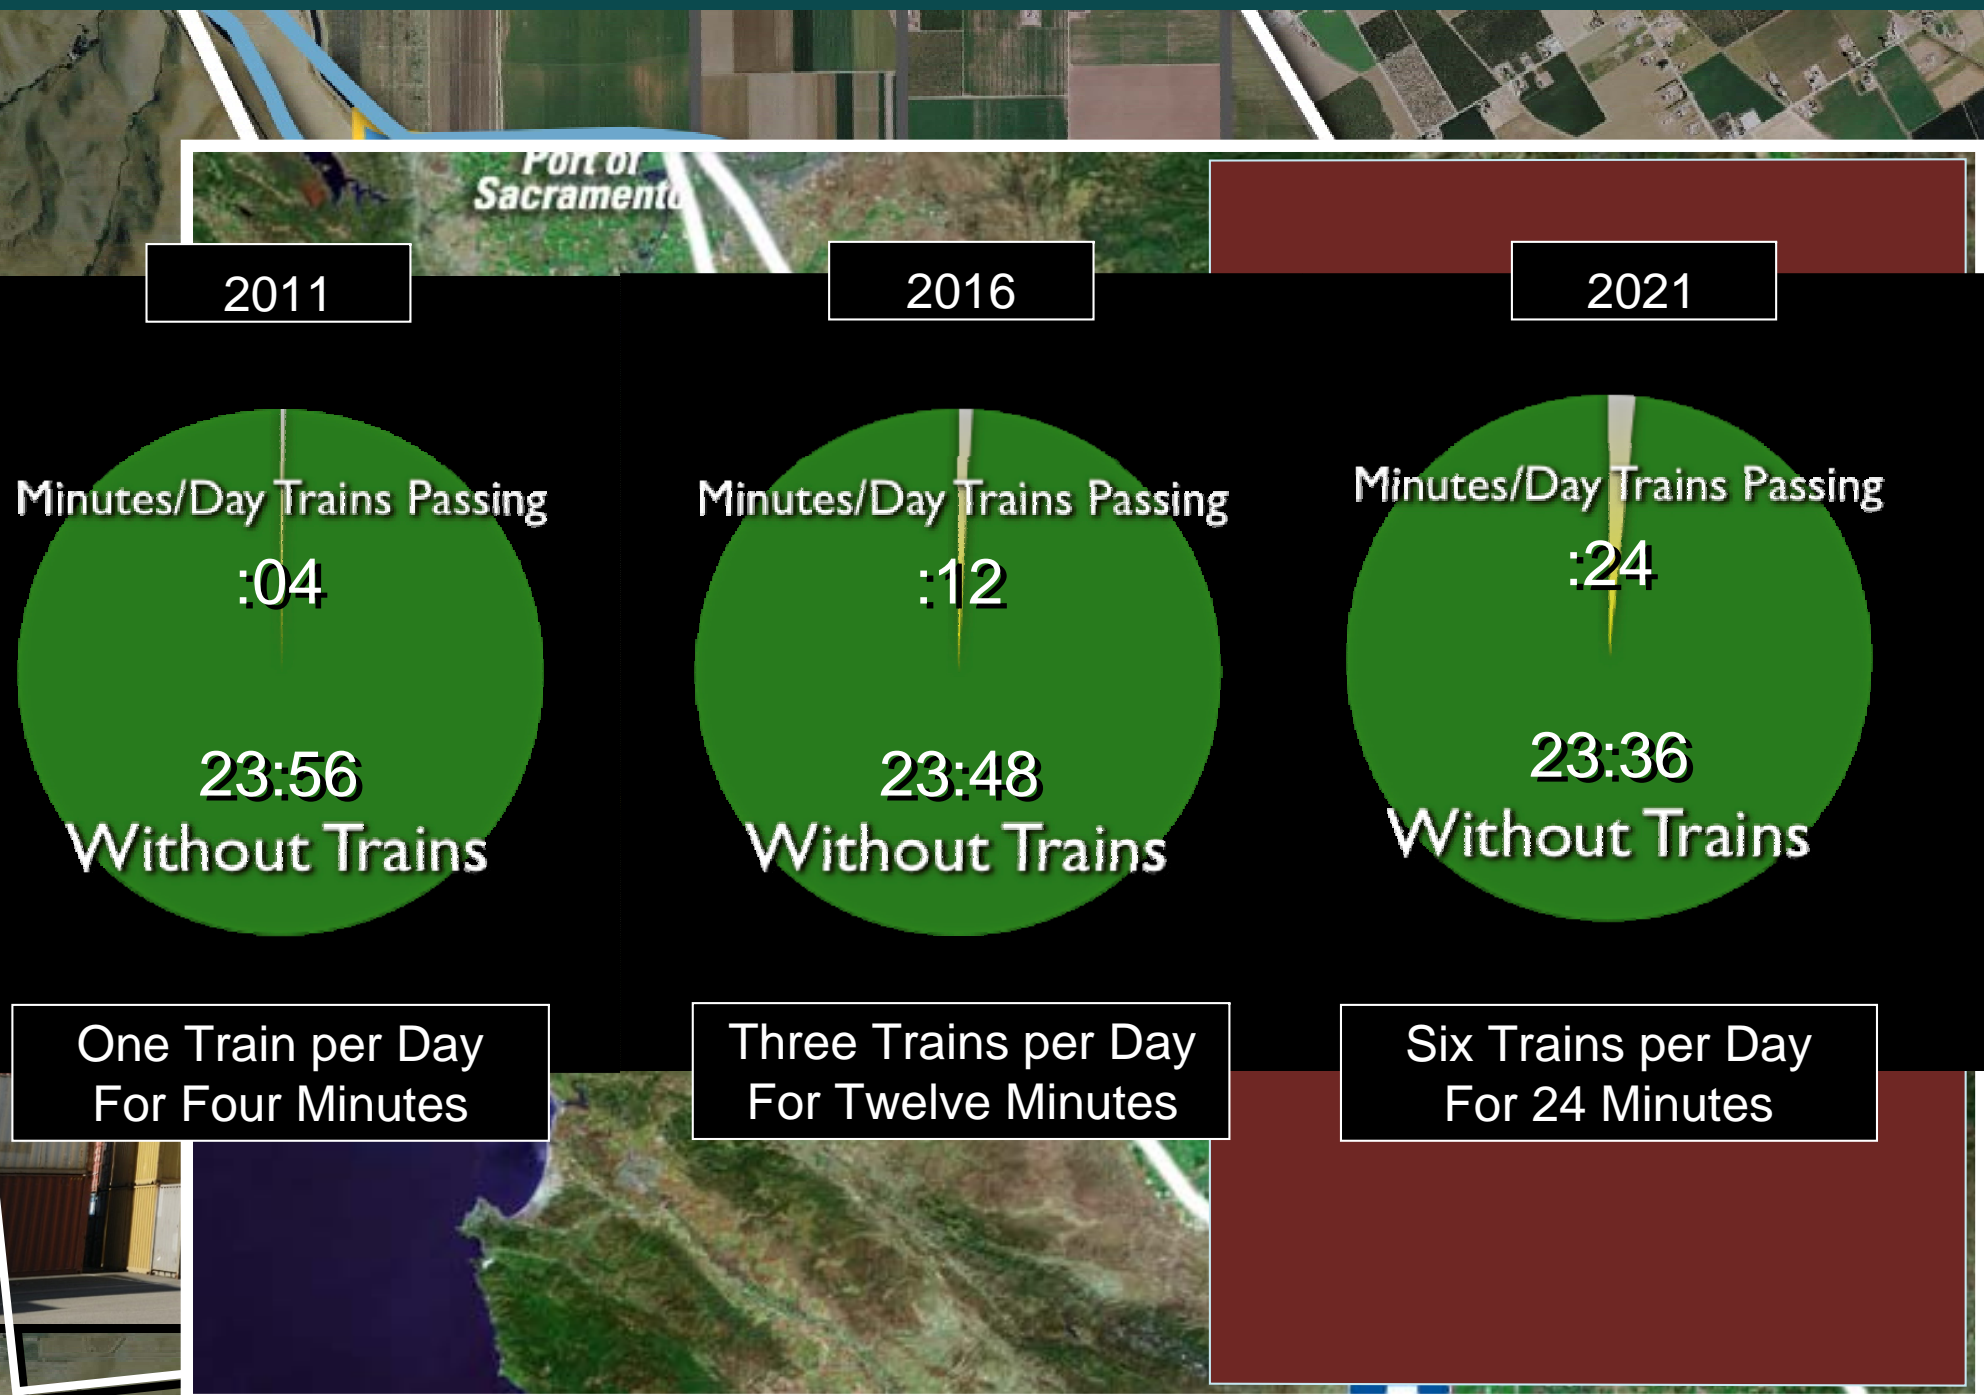 Port of
Sacramento
2011
2016
2021
Minutes/Day Trains Passing
:04
23:56
Without Trains
Minutes/Day Trains Passing
:12
23:48
Without Trains
Minutes/Day Trains Passing
:24
23:36
Without Trains
One Train per Day
For Four Minutes
Three Trains per Day
For Twelve Minutes
Six Trains per Day
For 24 Minutes